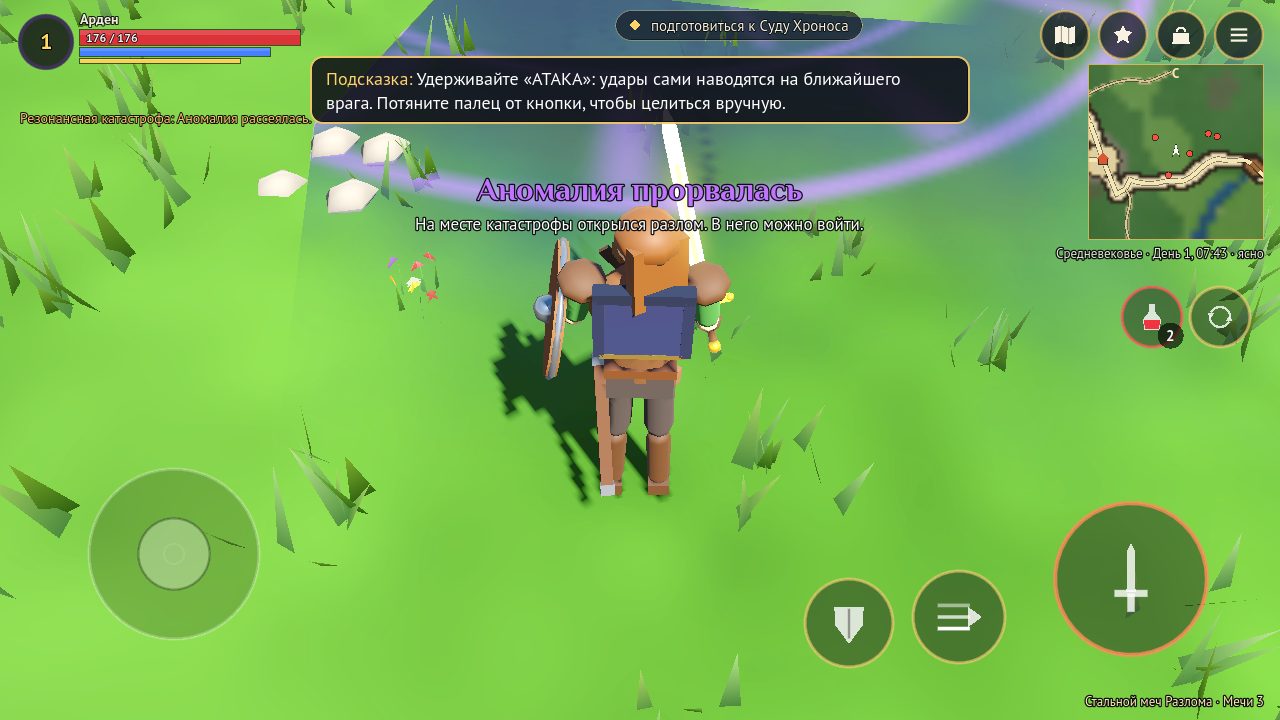 1
Арден
176 / 176
подготовиться к Суду Хроноса
Подсказка: Удерживайте «АТАКА»: удары сами наводятся на ближайшего
врага. Потяните палец от кнопки, чтобы целиться вручную.
Резонансная катастрофа: Аномалия рассеялась.
С
Аномалия прорвалась
На месте катастрофы открылся разлом. В него можно войти.
Средневековье · День 1, 07:43 · ясно
2
Стальной меч Разлома · Мечи 3